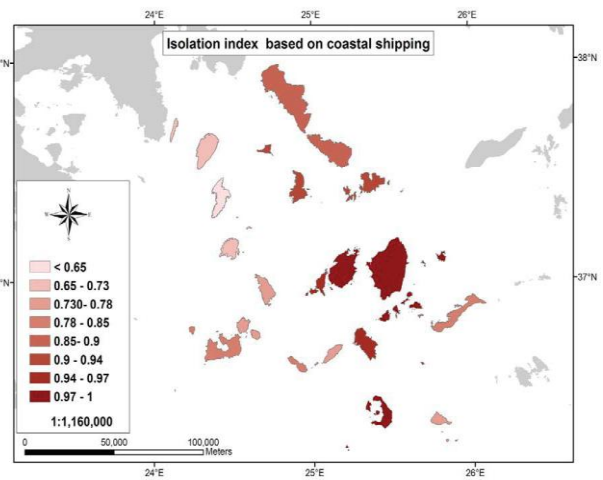 24°E 25°E 26°E
Isolation index based on coastal shipping
°N 38°N
N
W E
S
< 0.65
0.65 - 0.73
°N 37°N
0.730- 0.78
0.78 - 0.85
0.85- 0.9
0.9 - 0.94
0.94 - 0.97
0.97 - 1
1:1,160,000
0 50,000 100,000
Meters
24°E 25°E 26°E